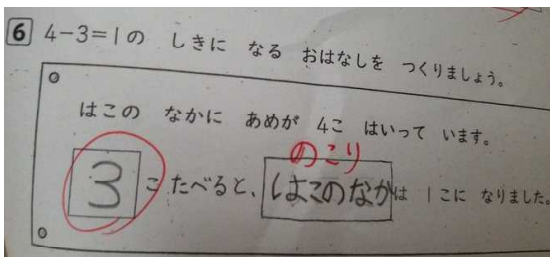 6 4-3=1の しきに なる おはなしを つくりましょう。
はこの なかに あめが 4こ はいって います。
のこり
3 こ たべると、 はこのなか は 1こに なりました。